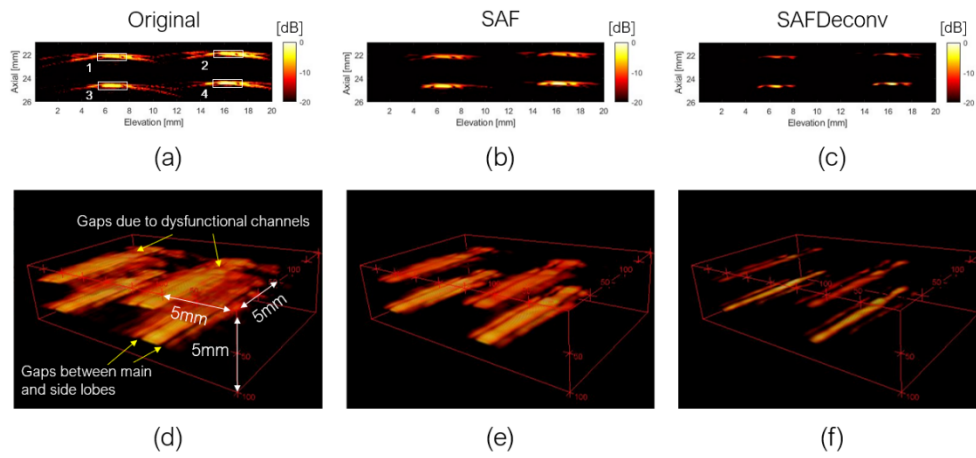 Original
SAF
SAFDeconv
[dB]
[dB]
[dB]
Axial [mm]
22
24
26
1
2
3
4
2 4 6 8 10 12 14 16 18 20
Elevation [mm]
0
-10
-20
Axial [mm]
22
24
26
2 4 6 8 10 12 14 16 18 20
Elevation [mm]
0
-10
-20
Axial [mm]
22
24
26
2 4 6 8 10 12 14 16 18 20
Elevation [mm]
0
-10
-20
(a)
(b)
(c)
Gaps due to dysfunctional channels
100
50
5mm
5mm
5mm
50
100
Gaps between main
and side lobes
100
50
50
100
100
50
50
100
(d)
(e)
(f)